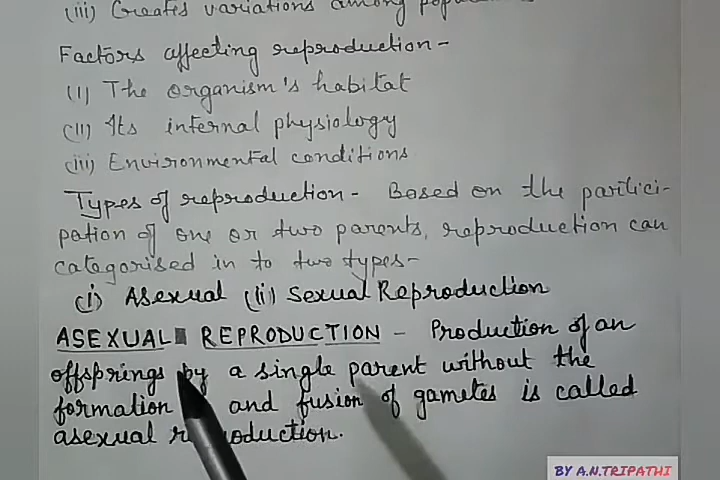 (iii) Creates variations among
Factors affecting reproduction-
(I) The organism's habitat
(II) Its internal physiology
(iii) Environmental conditions
Types of reproduction- Based on the partici-
pation of one or two parents, reproduction can
categorised in to two types-
(i) Asexual (ii) Sexual Reproduction
ASEXUAL REPRODUCTION - Production of an
offsprings by a single parent without the
formation and fusion of gametes is called
asexual reproduction.
BY A.N.TRIPATHI